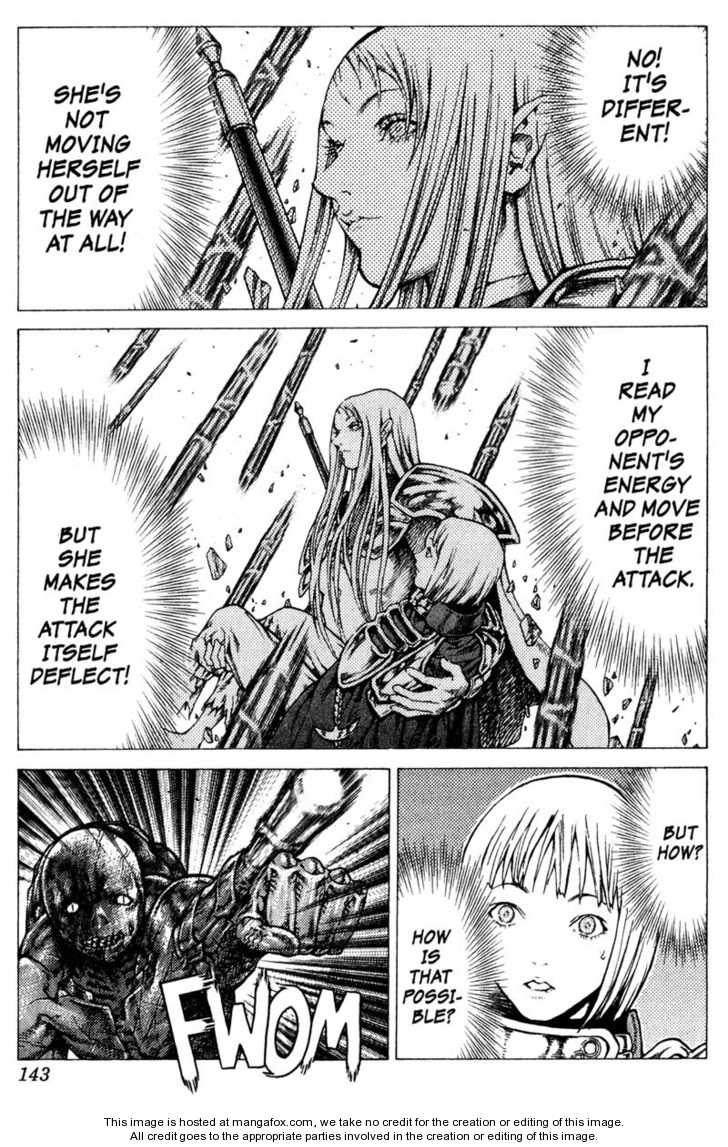 NO!
IT'S
DIFFER-
ENT!
SHE'S
NOT
MOVING
HERSELF
OUT OF
THE WAY
AT ALL!
I
READ
MY
OPPO-
NENT'S
ENERGY
AND MOVE
BEFORE
THE
ATTACK.
BUT
SHE
MAKES
THE
ATTACK
ITSELF
DEFLECT!
BUT
HOW?
HOW
IS
THAT
POSSI-
BLE?
FWOM
143
This image is hosted at mangafox.com, we take no credit for the creation or editing of this image.
All credit goes to the appropriate parties involved in the creation or editing of this image.